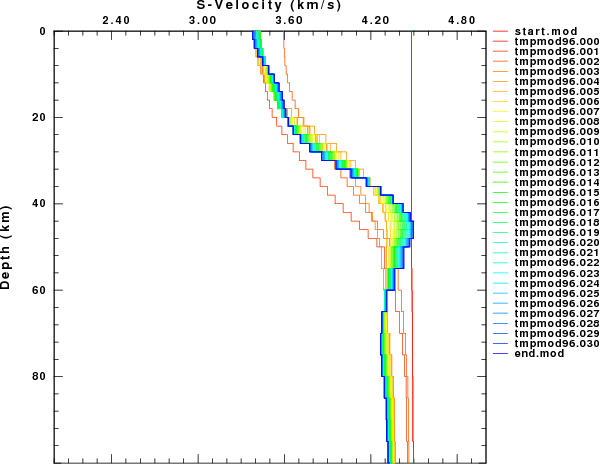 S-Velocity (km/s)
2.40 3.00 3.60 4.20 4.80
0
20
40
60
80
Depth (km)
start.mod
tmpmod96.000
tmpmod96.001
tmpmod96.002
tmpmod96.003
tmpmod96.004
tmpmod96.005
tmpmod96.006
tmpmod96.007
tmpmod96.008
tmpmod96.009
tmpmod96.010
tmpmod96.011
tmpmod96.012
tmpmod96.013
tmpmod96.014
tmpmod96.015
tmpmod96.016
tmpmod96.017
tmpmod96.018
tmpmod96.019
tmpmod96.020
tmpmod96.021
tmpmod96.022
tmpmod96.023
tmpmod96.024
tmpmod96.025
tmpmod96.026
tmpmod96.027
tmpmod96.028
tmpmod96.029
tmpmod96.030
end.mod